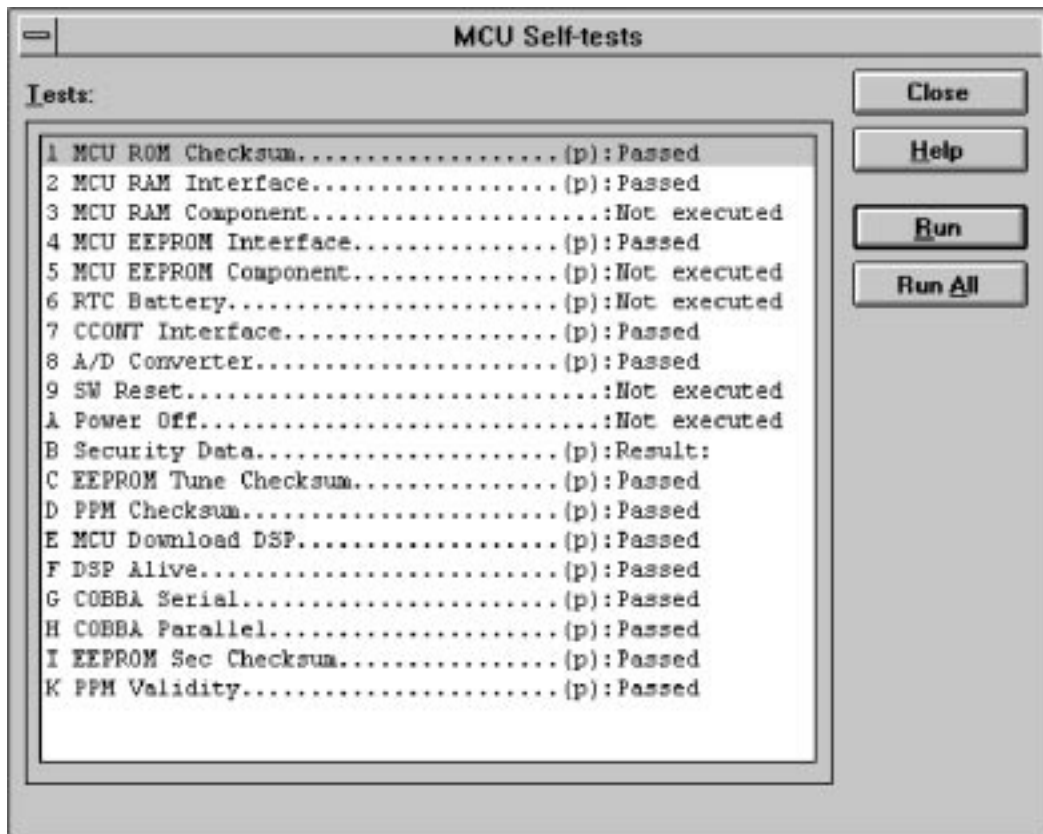 MCU Self-tests
Tests:
1 MCU ROM Checksum...................(p):Passed
2 MCU RAM Interface..................(p):Passed
3 MCU RAM Component.....................:Not executed
4 MCU EEPROM Interface...............(p):Passed
5 MCU EEPROM Component...............(p):Not executed
6 RTC Battery........................(p):Not executed
7 CCONT Interface....................(p):Passed
8 A/D Converter......................(p):Passed
9 SW Reset..............................:Not executed
A Power Off.............................:Not executed
B Security Data......................(p):Result:
C EEPROM Tune Checksum...............(p):Passed
D PPM Checksum.......................(p):Passed
E MCU Download DSP...................(p):Passed
F DSP Alive..........................(p):Passed
G COBBA Serial.......................(p):Passed
H COBBA Parallel.....................(p):Passed
I EEPROM Sec Checksum................(p):Passed
K PPM Validity.......................(p):Passed
Close
Help
Run
Run All